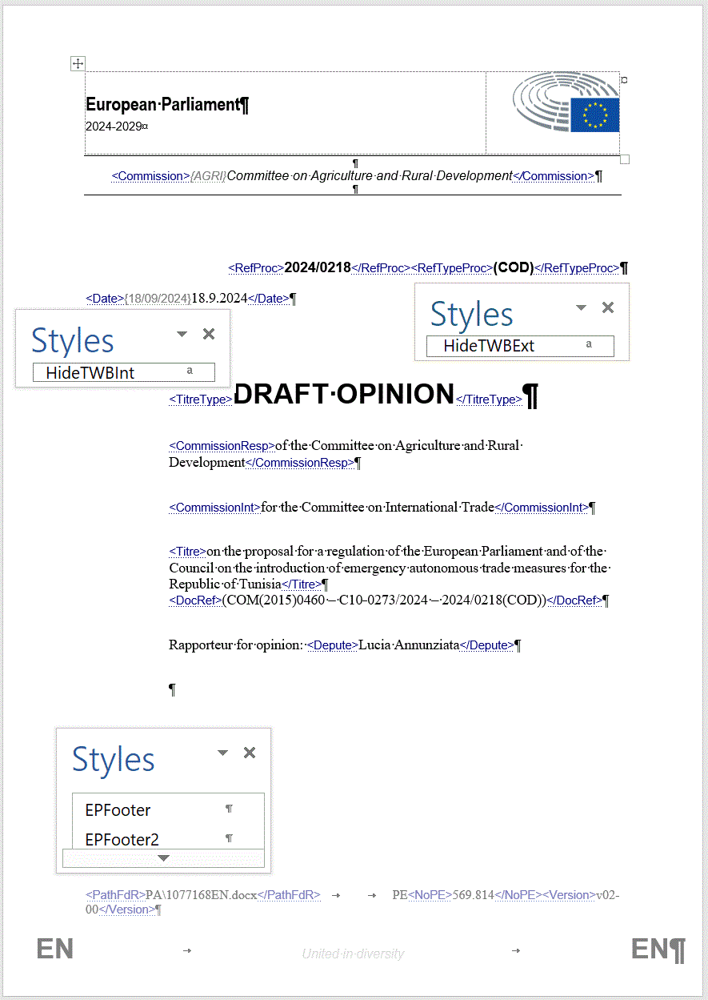 European Parliament¶
2024-2029¤
¤
¶
<Commission>{AGRI}Committee on Agriculture and Rural Development</Commission>¶
¶
<RefProc>2024/0218</RefProc><RefTypeProc>(COD)</RefTypeProc>¶
<Date>{18/09/2024}18.9.2024</Date>¶
Styles
HideTWBExt a
Styles
HideTWBInt a
<TitreType>DRAFT OPINION</TitreType>¶
<CommissionResp>of the Committee on Agriculture and Rural
Development</CommissionResp>¶
<CommissionInt>for the Committee on International Trade</CommissionInt>¶
<Titre>on the proposal for a regulation of the European Parliament and of the
Council on the introduction of emergency autonomous trade measures for the
Republic of Tunisia</Titre>¶
<DocRef>(COM(2015)0460 – C10-0273/2024 – 2024/0218(COD))</DocRef>¶
Rapporteur for opinion: <Depute>Lucia Annunziata</Depute>¶
¶
Styles
EPFooter ¶
EPFooter2 ¶
<PathFdR>PA\1077168EN.docx</PathFdR> → → PE<NoPE>569.814</NoPE><Version>v02-
00</Version>¶
EN → United in diversity → EN¶